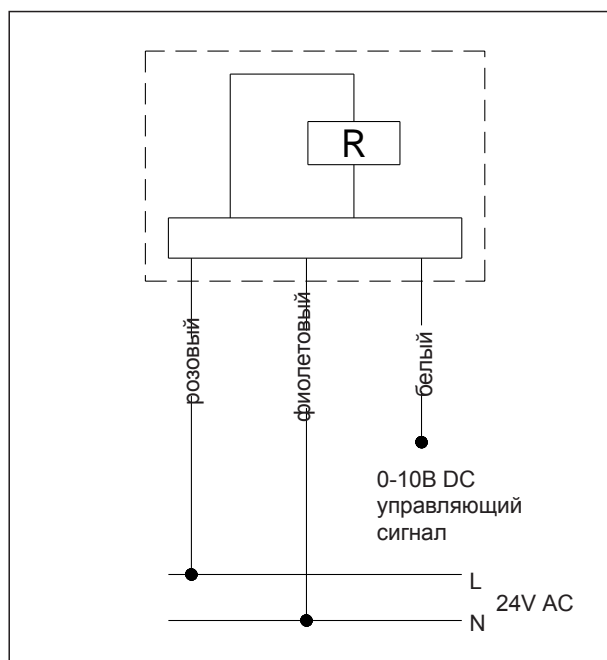 R
розовый
фиолетовый
белый
0-10В DC
управляющий
сигнал
L
24V AC
N